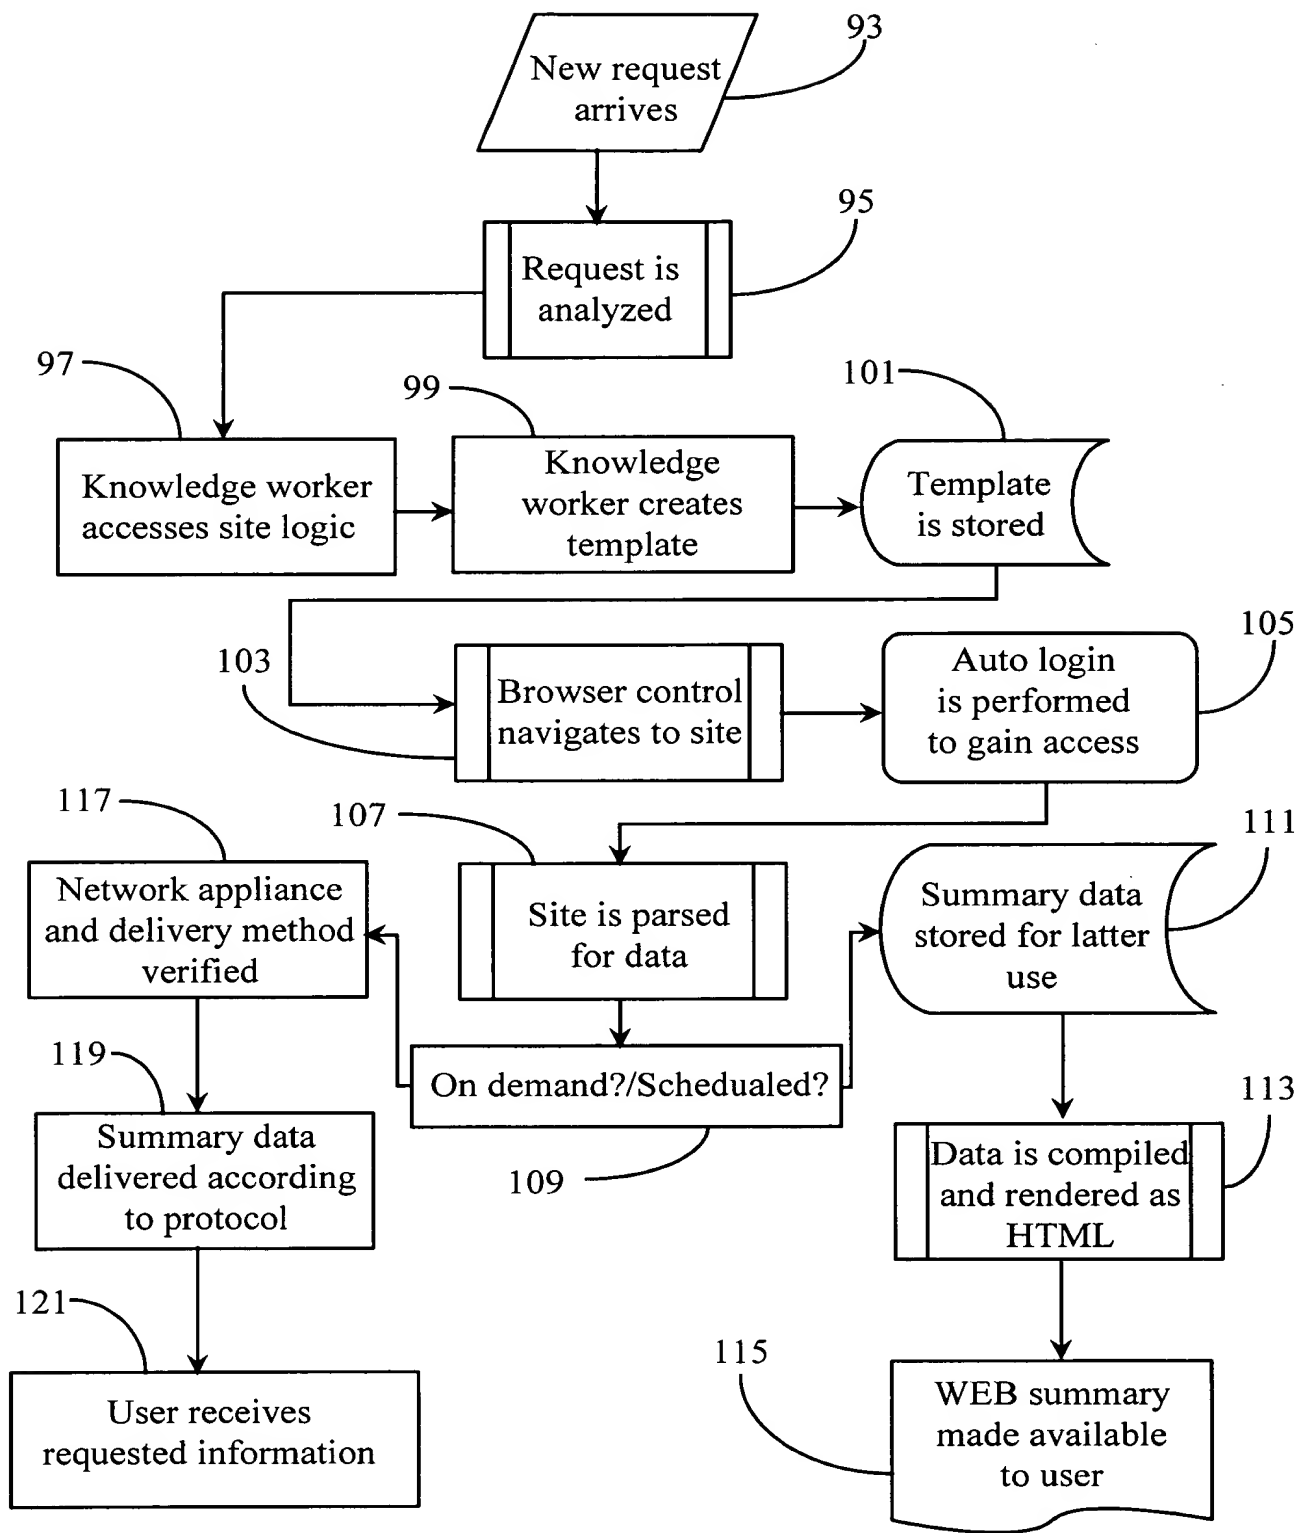 93
New request
arrives
95
Request is
analyzed
97
99
101
Knowledge worker
accesses site logic
Knowledge
worker creates
template
Template
is stored
103
105
Browser control
navigates to site
Auto login
is performed
to gain access
117
107
111
Network appliance
and delivery method
verified
Site is parsed
for data
Summary data
stored for latter
use
119
On demand?/Schedualed?
109
113
Summary data
delivered according
to protocol
Data is compiled
and rendered as
HTML
121
115
User receives
requested information
WEB summary
made available
to user